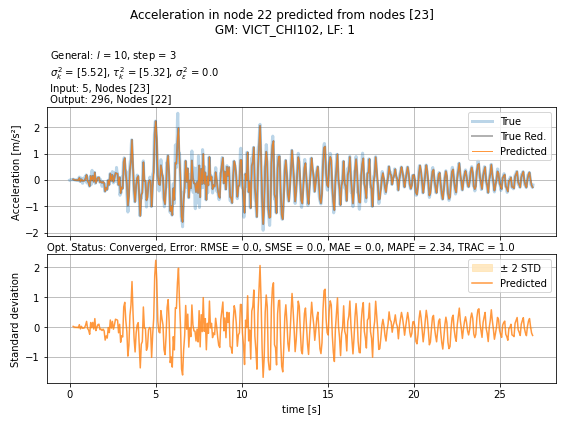 Acceleration in node 22 predicted from nodes [23]
GM: VICT_CHI102, LF: 1
General: l = 10, step = 3
σ²ₖ = [5.52], τ²ₖ = [5.32], σ²ε = 0.0
Input: 5, Nodes [23]
Output: 296, Nodes [22]
True
True Red.
Predicted
Acceleration [m/s²]
2
1
0
−1
−2
Opt. Status: Converged, Error: RMSE = 0.0, SMSE = 0.0, MAE = 0.0, MAPE = 2.34, TRAC = 1.0
± 2 STD
Predicted
Standard deviation
2
1
0
−1
0 5 10 15 20 25
time [s]